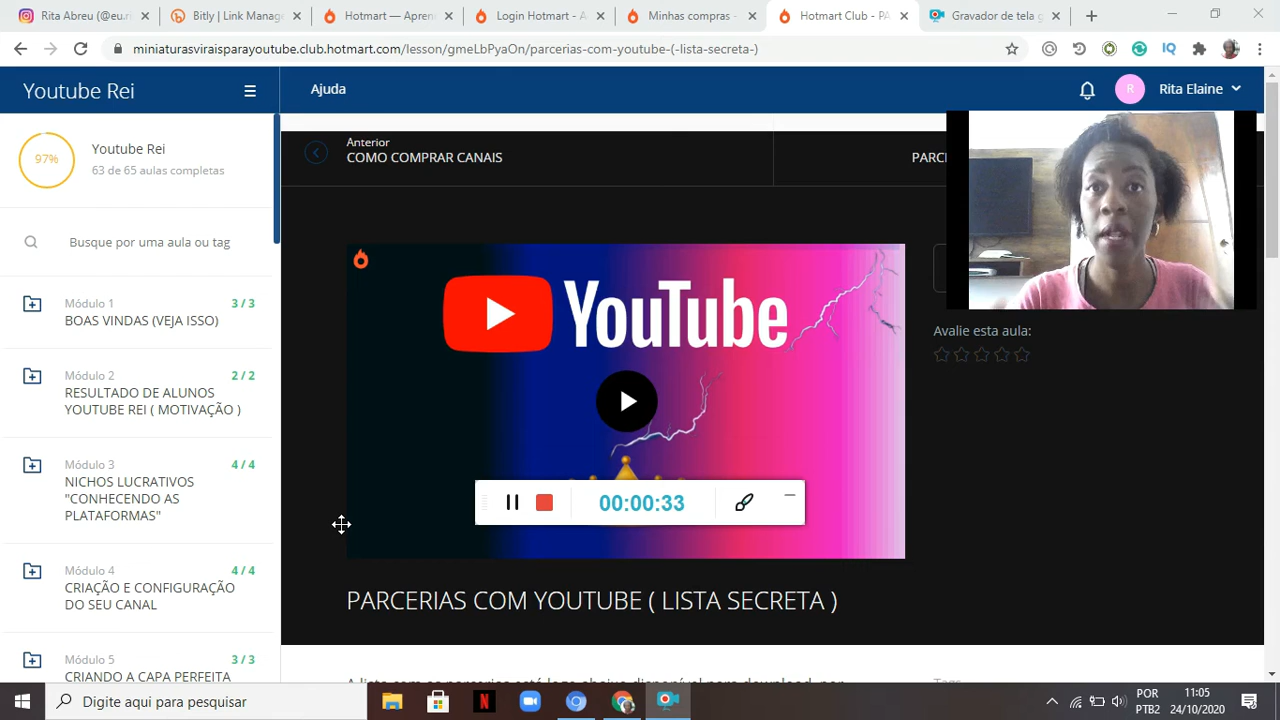 Rita Abreu (@eu.r
Bitly | Link Manage
Hotmart — Apren
Login Hotmart - A
Minhas compras -
Hotmart Club - PA
Gravador de tela g
miniaturasviraisparayoutube.club.hotmart.com/lesson/gmeLbPyaOn/parcerias-com-youtube-(-lista-secreta-)
IQ
Youtube Rei
Ajuda
R
Rita Elaine
97%
Youtube Rei
63 de 65 aulas completas
Anterior
COMO COMPRAR CANAIS
PARC
Busque por uma aula ou tag
Módulo 1
3 / 3
BOAS VINDAS (VEJA ISSO)
Módulo 2
2 / 2
RESULTADO DE ALUNOS
YOUTUBE REI ( MOTIVAÇÃO )
Módulo 3
4 / 4
NICHOS LUCRATIVOS
"CONHECENDO AS
PLATAFORMAS"
Módulo 4
4 / 4
CRIAÇÃO E CONFIGURAÇÃO
DO SEU CANAL
Módulo 5
3 / 3
CRIANDO A CAPA PERFEITA
YouTube
Avalie esta aula:
00:00:33
PARCERIAS COM YOUTUBE ( LISTA SECRETA )
Digite aqui para pesquisar
N
POR
PTB2
11:05
24/10/2020